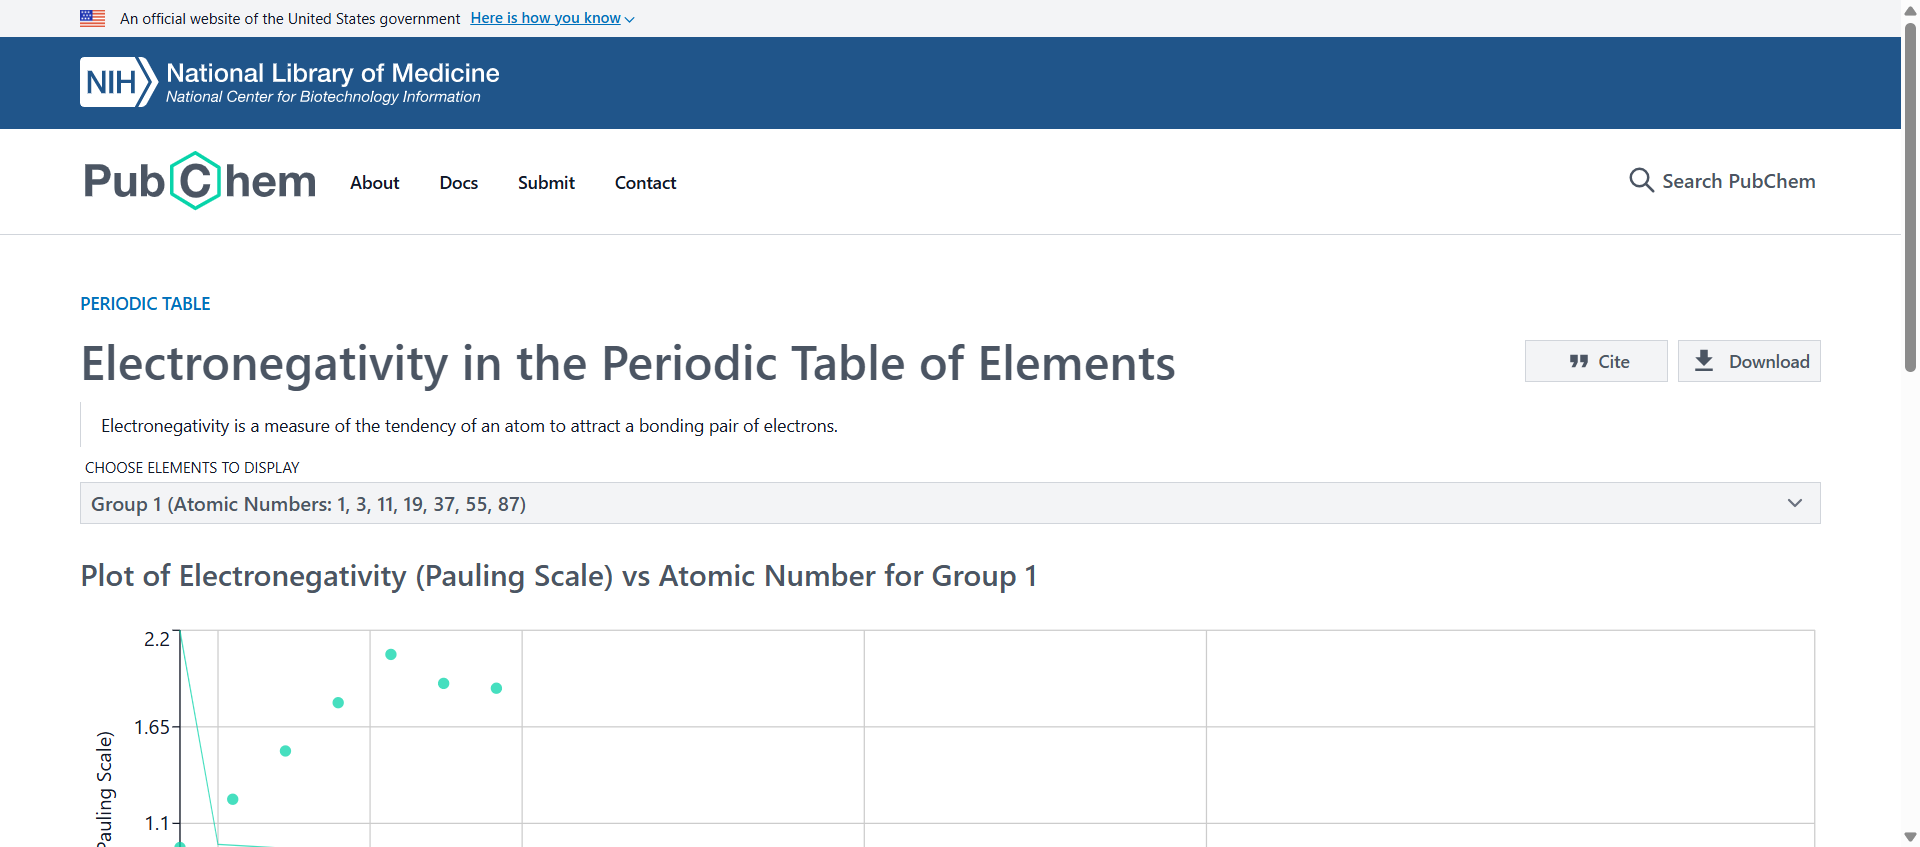 An official website of the United States government Here is how you know
NIH National Library of Medicine
National Center for Biotechnology Information
PubChem About Docs Submit Contact Search PubChem
PERIODIC TABLE
Electronegativity in the Periodic Table of Elements
Cite Download
Electronegativity is a measure of the tendency of an atom to attract a bonding pair of electrons.
CHOOSE ELEMENTS TO DISPLAY
Group 1 (Atomic Numbers: 1, 3, 11, 19, 37, 55, 87)
Plot of Electronegativity (Pauling Scale) vs Atomic Number for Group 1
2.2
1.65
1.1
Pauling Scale)